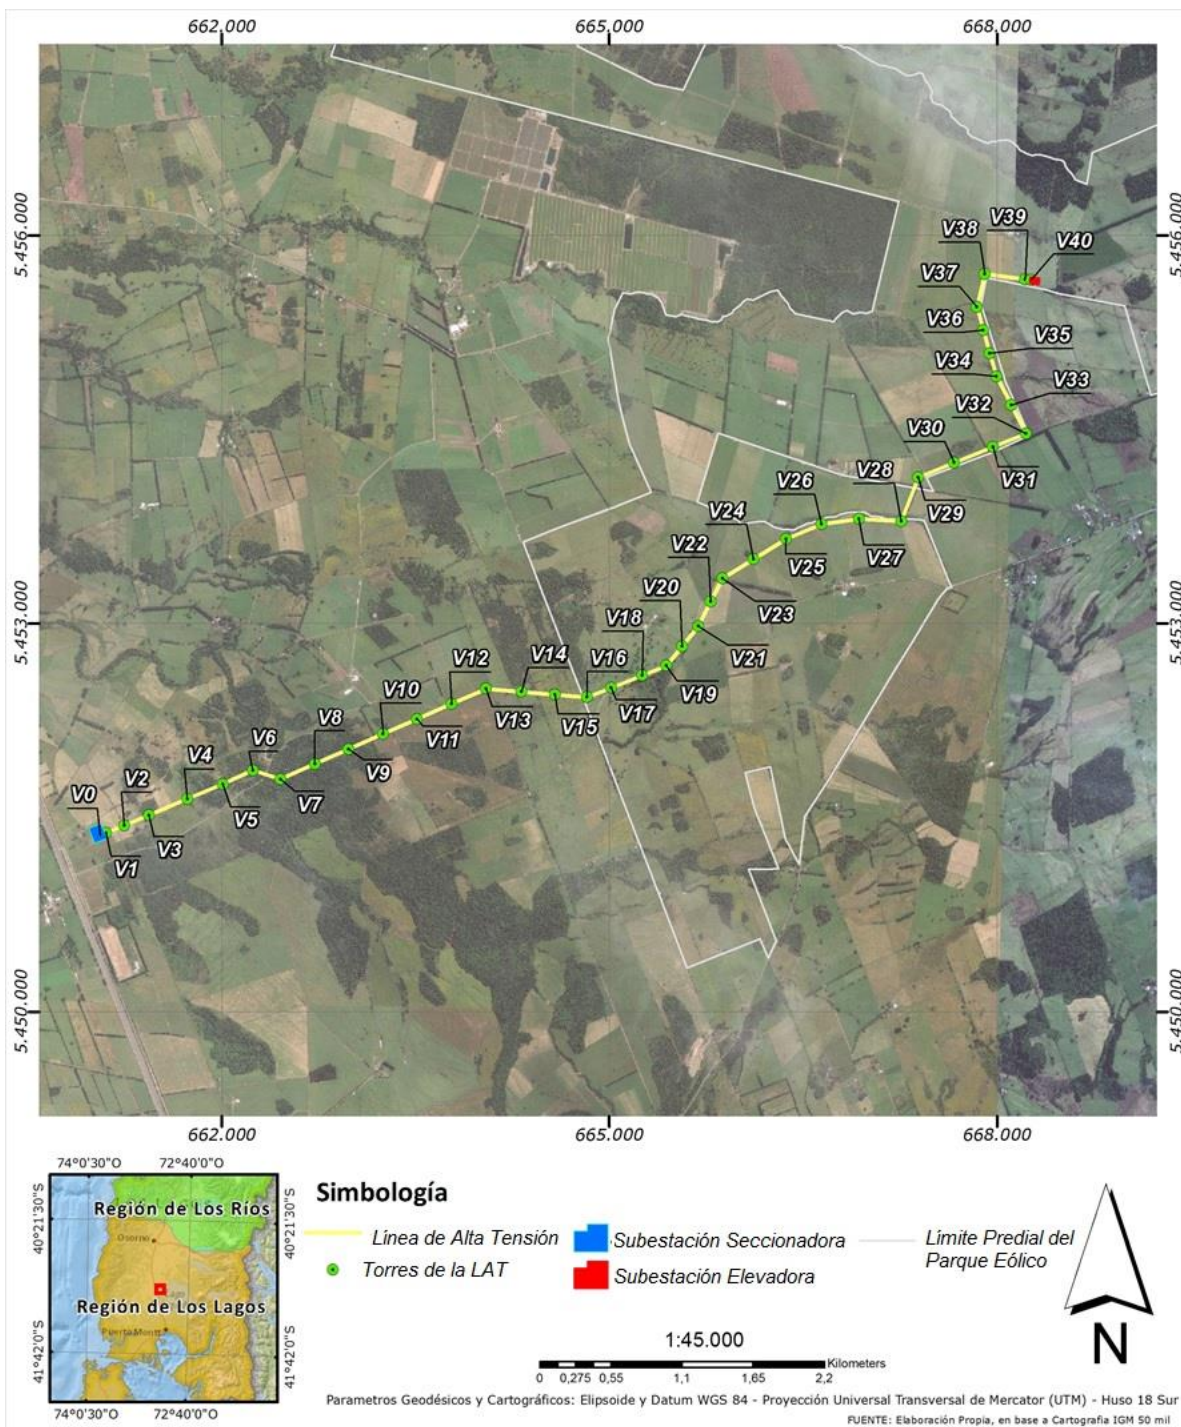 662.000
665.000
668.000
5.456.000
5.456.000
V38
V39
V40
V37
V36
V35
V34
V33
V32
V30
V31
V28
V26
V29
V24
V27
V22
V25
V20
V23
V18
V21
V16
V14
V12
V19
V17
V15
V13
V10
V11
V8
V9
V6
V7
V4
V5
V2
V0
V3
V1
5.453.000
5.453.000
5.450.000
5.450.000
662.000
665.000
668.000
74°0'30"O
72°40'0"O
40°21'30"S
40°21'30"S
Región de Los Ríos
Osorno
Región de Los Lagos
Puerto Montt
41°42'0"S
41°42'0"S
74°0'30"O
72°40'0"O
Simbología
Línea de Alta Tensión
Torres de la LAT
Subestación Seccionadora
Subestación Elevadora
Límite Predial del
Parque Eólico
N
1:45.000
Kilometers
0 0,275 0,55 1,1 1,65 2,2
Parametros Geodésicos y Cartográficos: Elipsoide y Datum WGS 84 - Proyección Universal Transversal de Mercator (UTM) - Huso 18 Sur
FUENTE: Elaboración Propia, en base a Cartografia IGM 50 mil